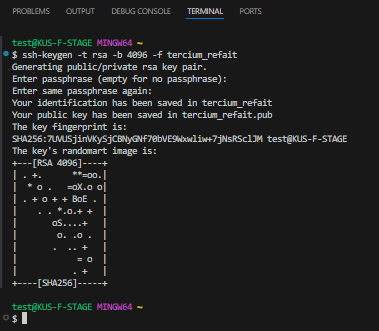 PROBLEMS OUTPUT DEBUG CONSOLE TERMINAL PORTS
test@KUS-F-STAGE MINGW64 ~
$ ssh-keygen -t rsa -b 4096 -f tercium_refait
Generating public/private rsa key pair.
Enter passphrase (empty for no passphrase):
Enter same passphrase again:
Your identification has been saved in tercium_refait
Your public key has been saved in tercium_refait.pub
The key fingerprint is:
SHA256:7UVUSjinVKySjCBNyGNf70bVE9Wxwliw+7jNsRSclJM test@KUS-F-STAGE
The key's randomart image is:
+---[RSA 4096]----+
| . +.      **=oo.|
|  * o .   =oX.o o|
| . + o + + BoE . |
|    . . *.o.+ +  |
|       oS....+   |
|        o. .o .  |
|       .  .. +   |
|           = o   |
|          . +    |
+----[SHA256]-----+
test@KUS-F-STAGE MINGW64 ~
$